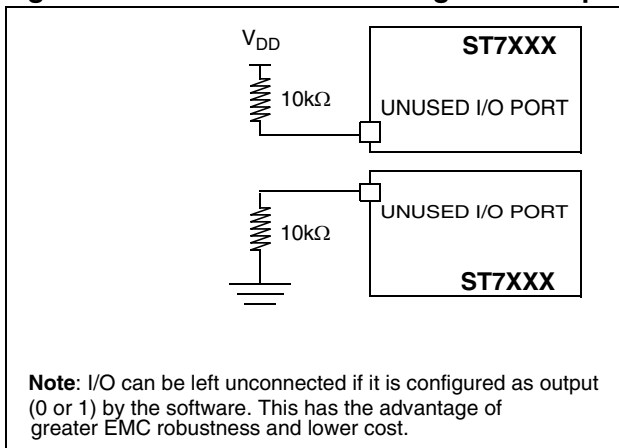 V_DD
ST7XXX
10kΩ
UNUSED I/O PORT
UNUSED I/O PORT
10kΩ
ST7XXX
Note: I/O can be left unconnected if it is configured as output
(0 or 1) by the software. This has the advantage of
greater EMC robustness and lower cost.